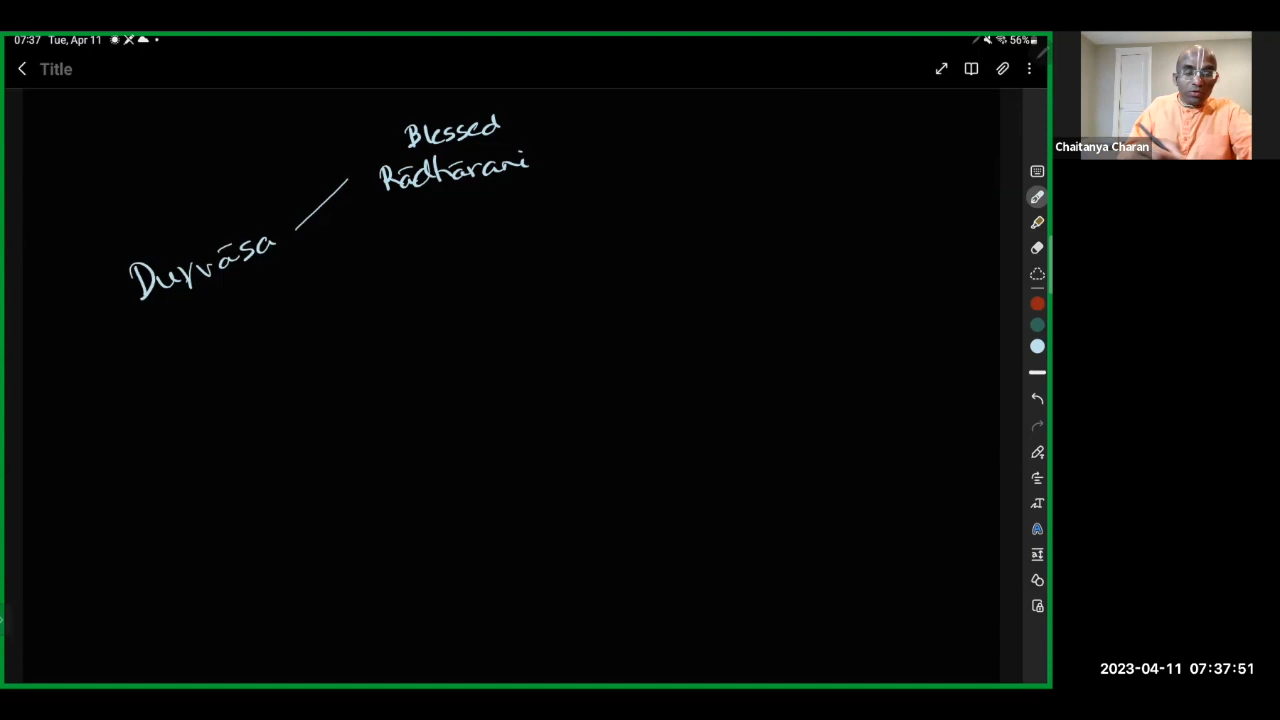 07:37 Tue, Apr 11
56%
Title
Blessed
Rādhārani
Durvāsa
Chaitanya Charan
2023-04-11 07:37:51